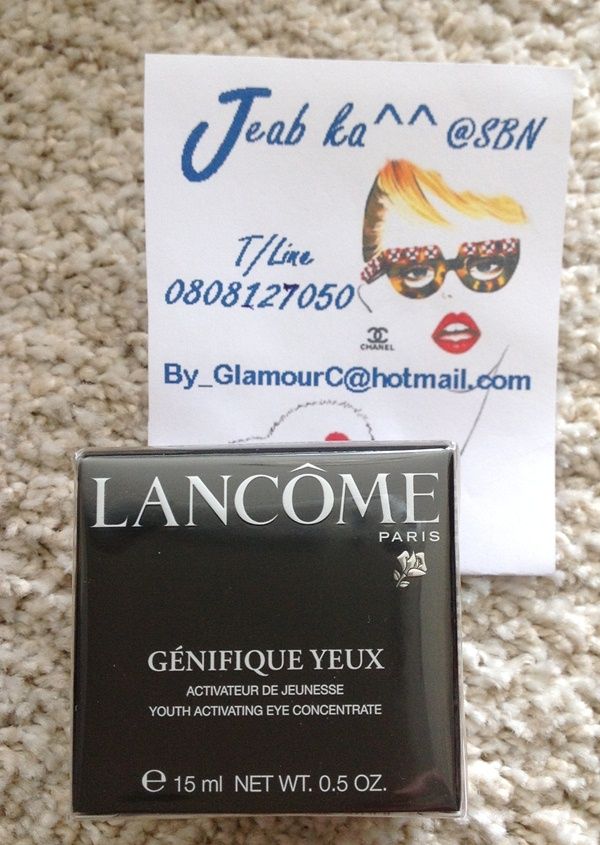 Jeab ka^^ @SBN
T/Line
0808127050
CHANEL
By_GlamourC@hotmail.com
LANCÔME
PARIS
GÉNIFIQUE YEUX
ACTIVATEUR DE JEUNESSE
YOUTH ACTIVATING EYE CONCENTRATE
e 15 ml NET WT. 0.5 OZ.